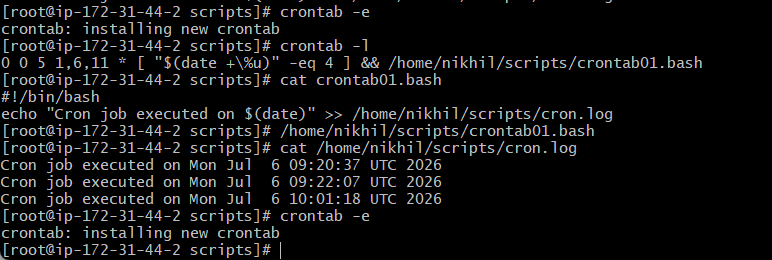 [root@ip-172-31-44-2 scripts]# crontab -e
crontab: installing new crontab
[root@ip-172-31-44-2 scripts]# crontab -l
0 0 5 1,6,11 * [ "$(date +\%u)" -eq 4 ] && /home/nikhil/scripts/crontab01.bash
[root@ip-172-31-44-2 scripts]# cat crontab01.bash
#!/bin/bash
echo "Cron job executed on $(date)" >> /home/nikhil/scripts/cron.log
[root@ip-172-31-44-2 scripts]# /home/nikhil/scripts/crontab01.bash
[root@ip-172-31-44-2 scripts]# cat /home/nikhil/scripts/cron.log
Cron job executed on Mon Jul  6 09:20:37 UTC 2026
Cron job executed on Mon Jul  6 09:22:07 UTC 2026
Cron job executed on Mon Jul  6 10:01:18 UTC 2026
[root@ip-172-31-44-2 scripts]# crontab -e
crontab: installing new crontab
[root@ip-172-31-44-2 scripts]#